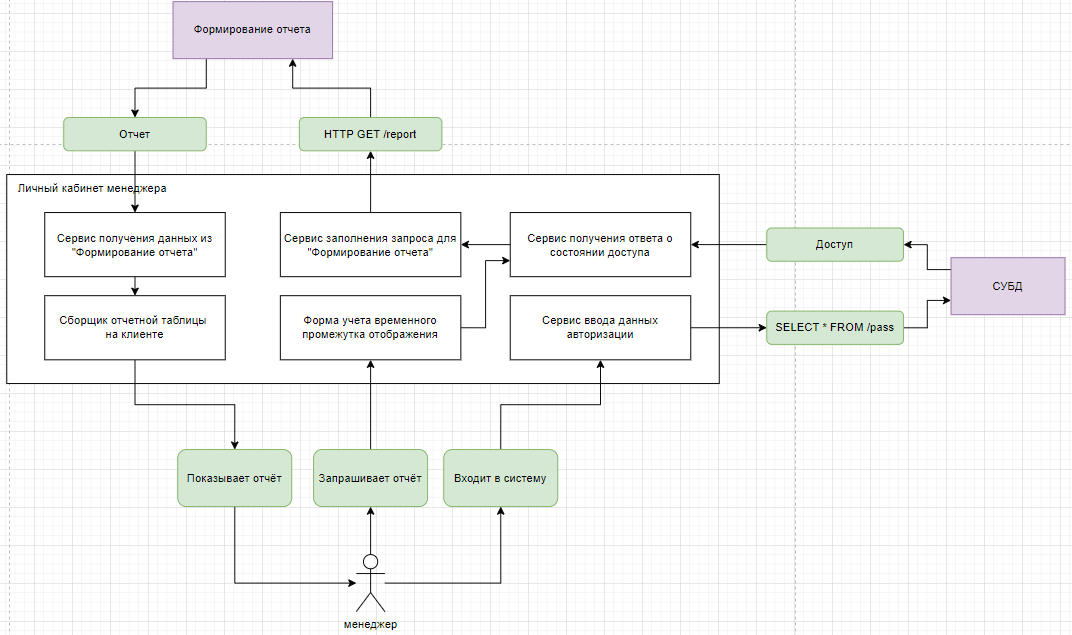 Формирование отчета
Отчет
HTTP GET /report
Личный кабинет менеджера
Сервис получения данных из
"Формирование отчета"
Сервис заполнения запроса для
"Формирование отчета"
Сервис получения ответа о
состоянии доступа
Доступ
СУБД
Сборщик отчетной таблицы
на клиенте
Форма учета временного
промежутка отображения
Сервис ввода данных
авторизации
SELECT * FROM /pass
Показывает отчёт
Запрашивает отчёт
Входит в систему
менеджер